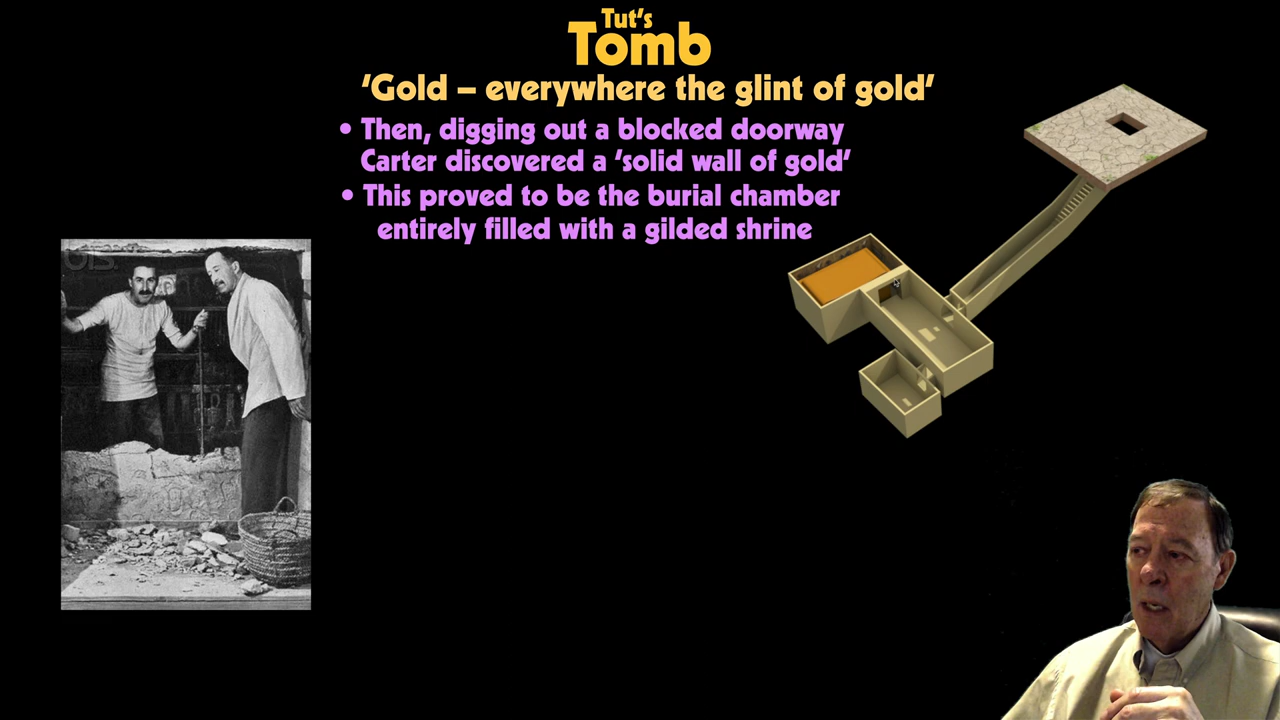 Tut's
Tomb
'Gold – everywhere the glint of gold'
• Then, digging out a blocked doorway
Carter discovered a 'solid wall of gold'
• This proved to be the burial chamber
entirely filled with a gilded shrine